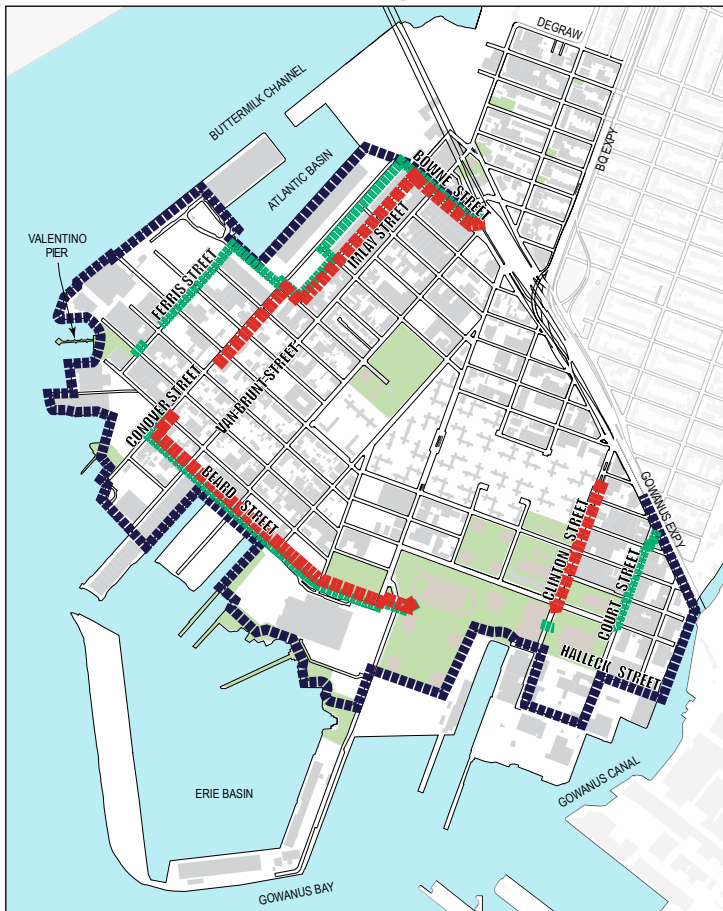 DEGRAW
BUTTERMILK CHANNEL
BQ EXPY
ATLANTIC BASIN
BOWNE STREET
VALENTINO
PIER
IMLAY STREET
FERRIS STREET
VAN BRUNT STREET
CONOVER STREET
BEARD STREET
GOWANUS EXPY
CLINTON STREET
COURT STREET
HALLECK STREET
GOWANUS CANAL
ERIE BASIN
GOWANUS BAY